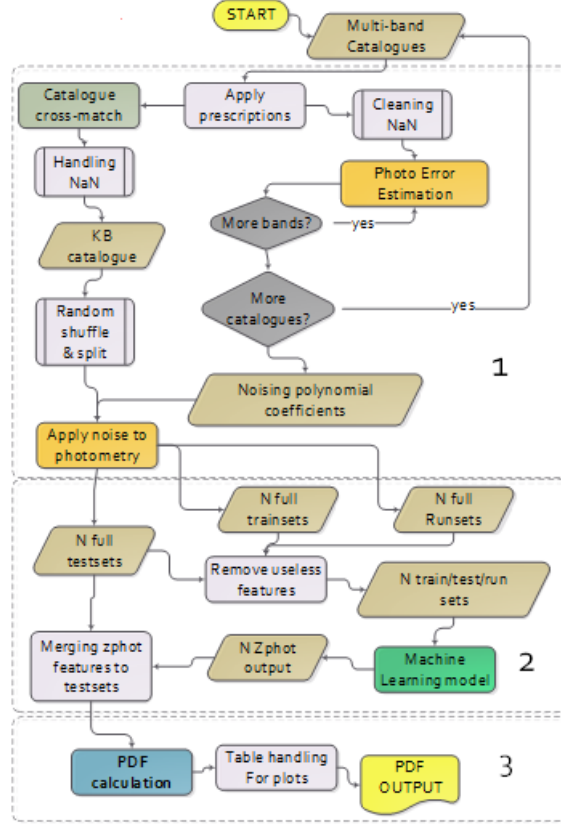 START
Multi-band
Catalogues
Catalogue
cross-match
Apply
prescriptions
Cleaning
NaN
Handling
NaN
Photo Error
Estimation
More bands?
yes
KB
catalogue
More
catalogues?
yes
Random
shuffle
& split
1
Noising polynomial
coefficients
Apply noise to
photometry
N full
trainsets
N full
Runsets
N full
testsets
Remove useless
features
N train/test/run
sets
Merging zphot
features to
testsets
N Zphot
output
Machine
Learning model
2
PDF
calculation
Table handling
For plots
PDF
OUTPUT
3